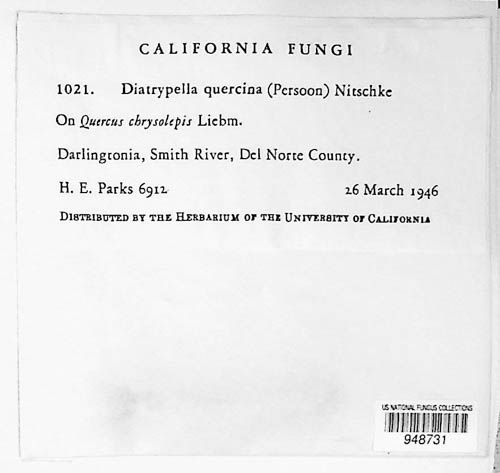 CALIFORNIA FUNGI
1021. Diatrypella quercina (Persoon) Nitschke
On Quercus chrysolepis Liebm.
Darlingtonia, Smith River, Del Norte County.
H. E. Parks 6912 26 March 1946
DISTRIBUTED BY THE HERBARIUM OF THE UNIVERSITY OF CALIFORNIA
US NATIONAL FUNGUS COLLECTIONS
948731